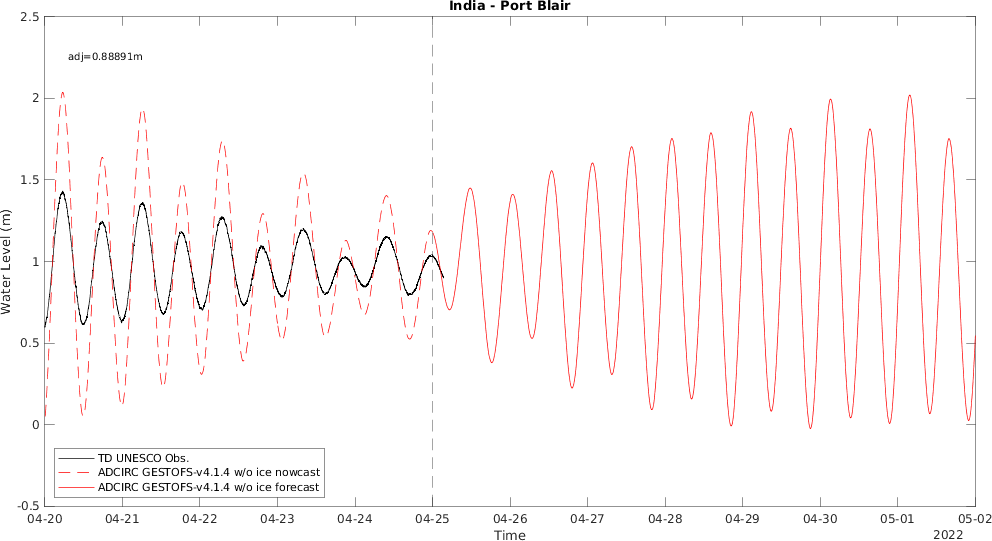 India - Port Blair
2.5
adj=0.88891m
2
1.5
1
0.5
0
-0.5
Water Level (m)
TD UNESCO Obs.
ADCIRC GESTOFS-v4.1.4 w/o ice nowcast
ADCIRC GESTOFS-v4.1.4 w/o ice forecast
04-20 04-21 04-22 04-23 04-24 04-25 04-26 04-27 04-28 04-29 04-30 05-01 05-02
Time
2022